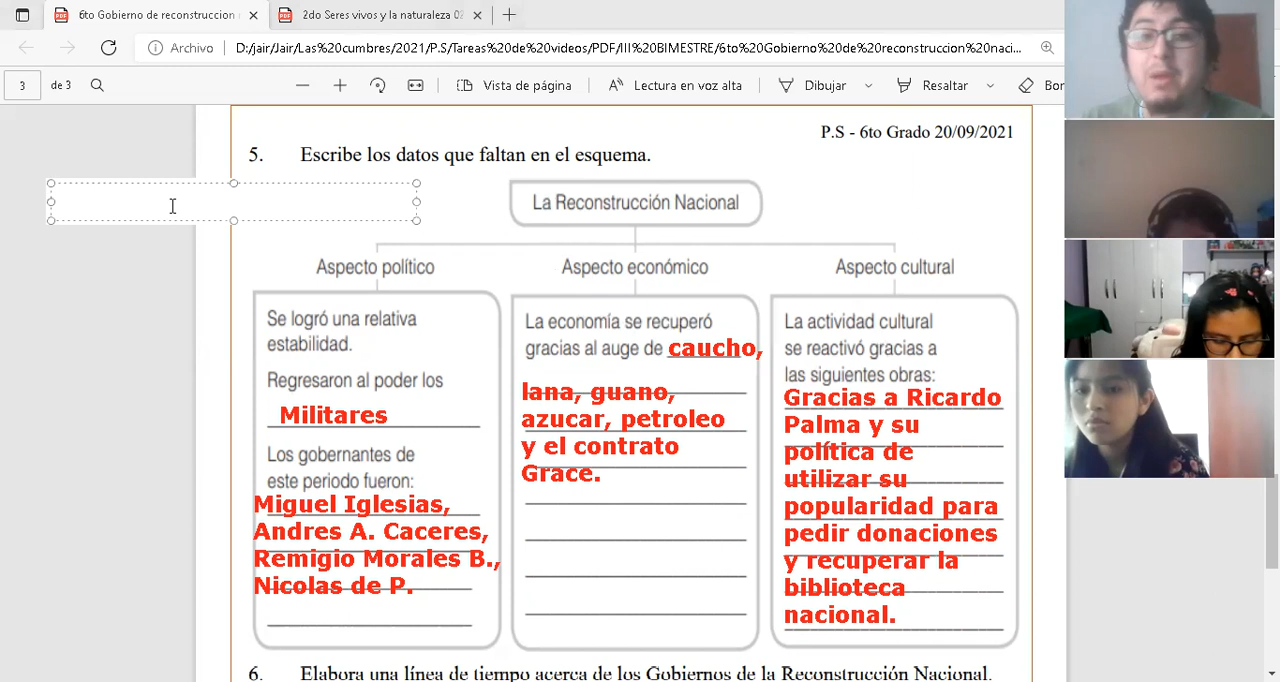 6to Gobierno de reconstruccion
2do Seres vivos y la naturaleza 02
Archivo
D:/jair/Jair/Las%20cumbres/2021/P.S/Tareas%20de%20videos/PDF/III%20BIMESTRE/6to%20Gobierno%20de%20reconstruccion%20naci...
3
de 3
Vista de página
Lectura en voz alta
Dibujar
Resaltar
Bor
P.S - 6to Grado 20/09/2021
5. Escribe los datos que faltan en el esquema.
La Reconstrucción Nacional
Aspecto político
Se logró una relativa
estabilidad.
Regresaron al poder los
Militares
Los gobernantes de
este periodo fueron:
Miguel Iglesias,
Andres A. Caceres,
Remigio Morales B.,
Nicolas de P.
Aspecto económico
La economía se recuperó
gracias al auge de caucho,
lana, guano,
azucar, petroleo
y el contrato
Grace.
Aspecto cultural
La actividad cultural
se reactivó gracias a
las siguientes obras:
Gracias a Ricardo
Palma y su
política de
utilizar su
popularidad para
pedir donaciones
y recuperar la
biblioteca
nacional.
6. Elabora una línea de tiempo acerca de los Gobiernos de la Reconstrucción Nacional.